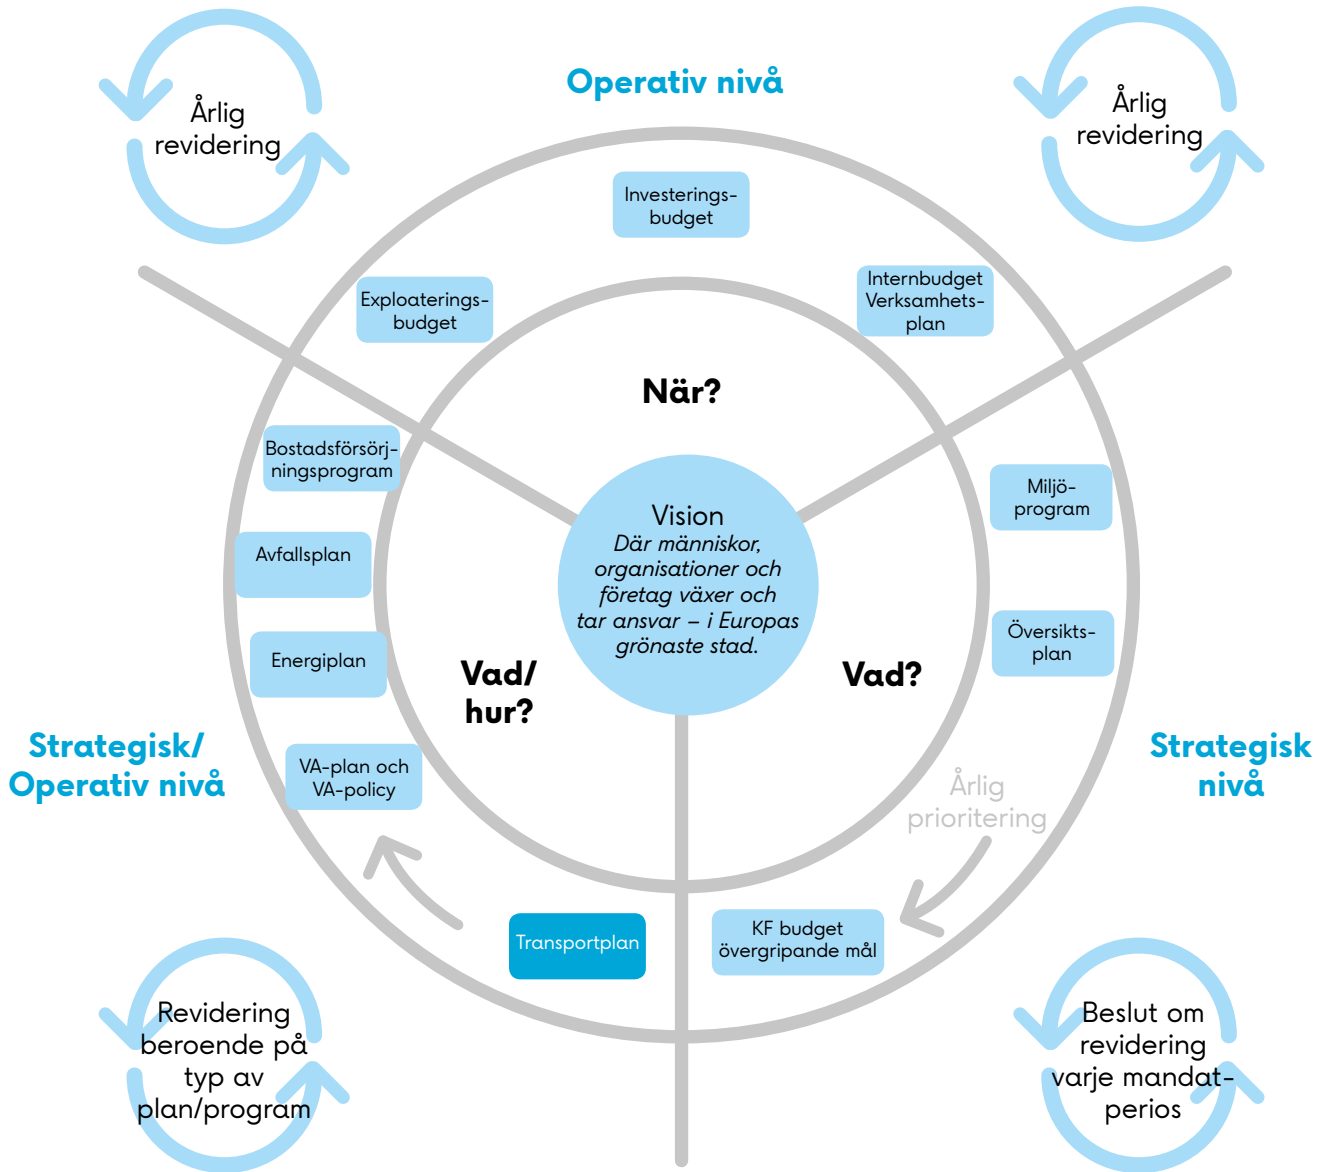 Operativ nivå
Årlig
revidering
Årlig
revidering
Investerings-
budget
Exploaterings-
budget
Internbudget
Verksamhets-
plan
När?
Bostadsförsörj-
ningsprogram
Avfallsplan
Energiplan
VA-plan och
VA-policy
Vision
Där människor,
organisationer och
företag växer och
tar ansvar – i Europas
grönaste stad.
Miljö-
program
Översikts-
plan
Vad/
hur?
Vad?
Strategisk/
Operativ nivå
Strategisk
nivå
Årlig
prioritering
Transportplan
KF budget
övergripande mål
Revidering
beroende på
typ av
plan/program
Beslut om
revidering
varje mandat-
perios